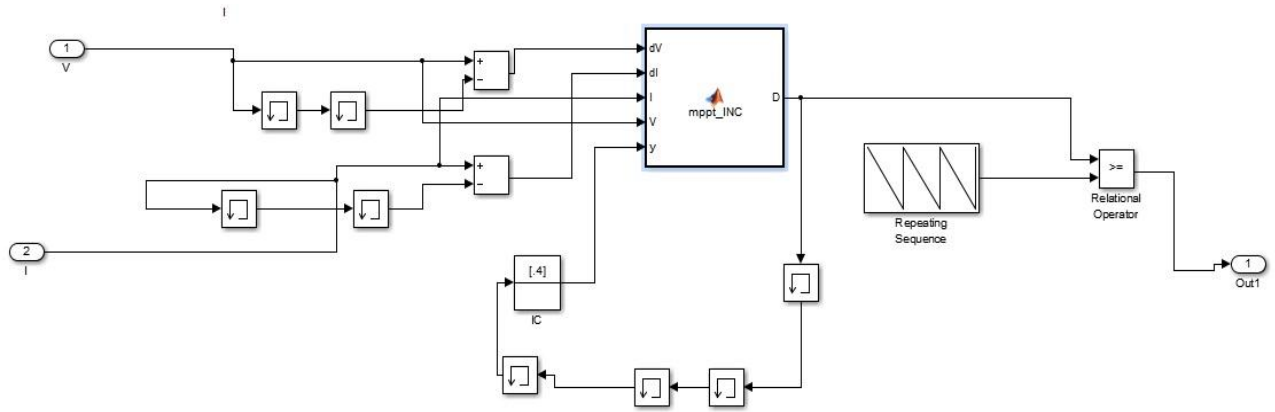 I
1
V
+
−
dV
dI
I
V
y
mppt_INC
D
+
−
>=
Relational
Operator
Repeating
Sequence
2
I
[.4]
IC
1
Out1